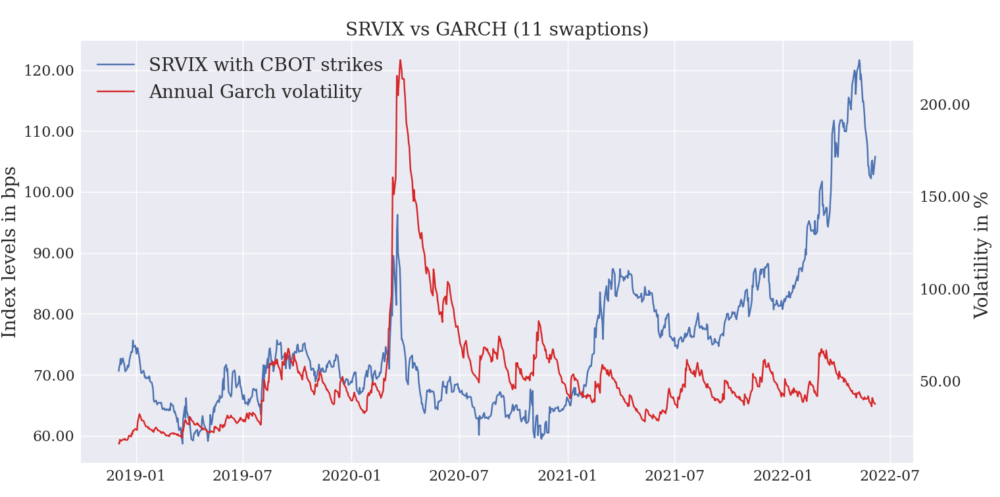 SRVIX vs GARCH (11 swaptions)
SRVIX with CBOT strikes
Annual Garch volatility
Index levels in bps
120.00
110.00
100.00
90.00
80.00
70.00
60.00
200.00
150.00
100.00
50.00
Volatility in %
2019-01 2019-07 2020-01 2020-07 2021-01 2021-07 2022-01 2022-07